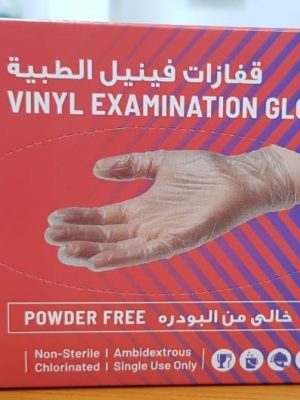 قفازات فينيل الطبية
VINYL EXAMINATION GLO
POWDER FREE خالي من البودره
Non-Sterile | Ambidextrous
Chlorinated | Single Use Only